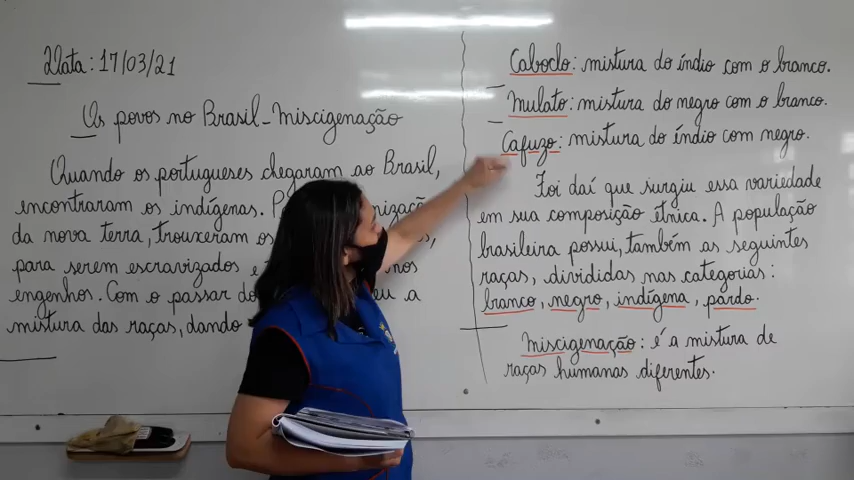 Data: 17/03/21
Os povos no Brasil - Miscigenação
Quando os portugueses chegaram ao Brasil,
encontraram os indígenas.
da nova terra, trouxeram os
para serem escravizados e nos
engenhos. Com o passar do a
mistura das raças, dando
Caboclo: mistura do índio com o branco.
Mulato: mistura do negro com o branco.
Cafuzo: mistura do índio com negro.
Foi daí que surgiu essa variedade
em sua composição étnica. A população
brasileira possui, também as seguintes
raças, divididas nas categorias:
branco, negro, indígena, pardo.
Miscigenação: é a mistura de
raças humanas diferentes.